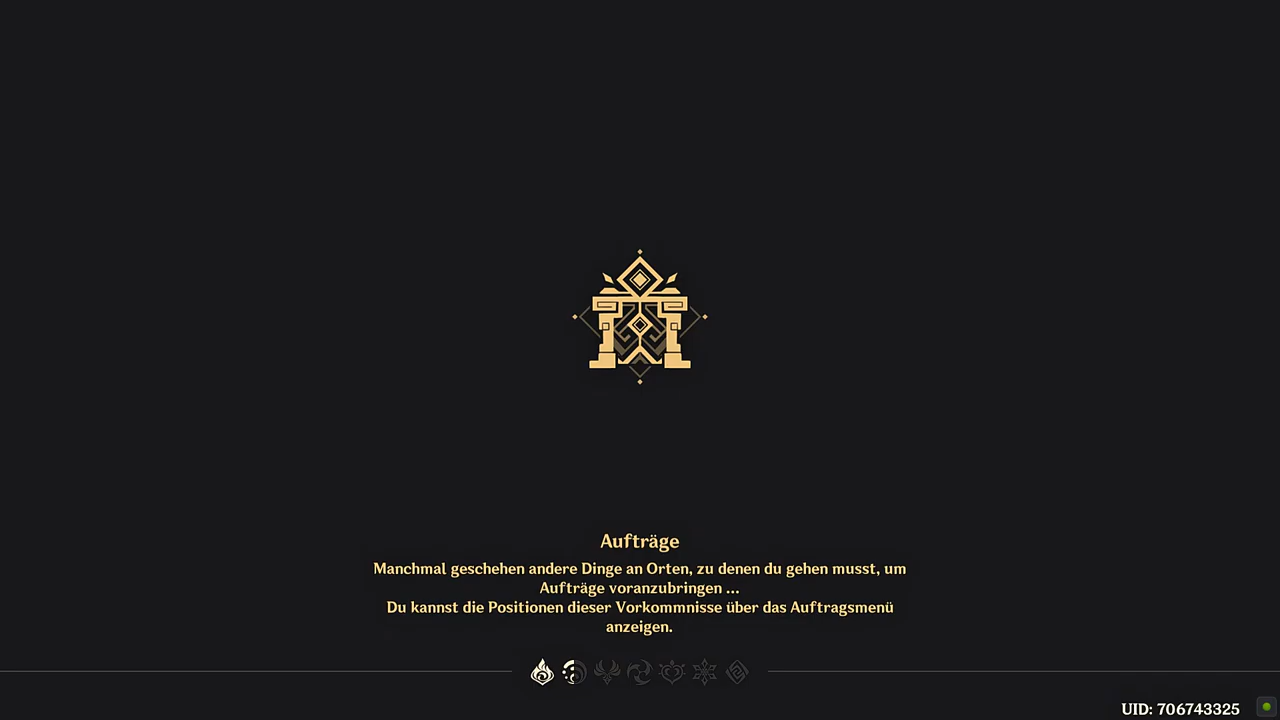 Aufträge
Manchmal geschehen andere Dinge an Orten, zu denen du gehen musst, um
Aufträge voranzubringen ...
Du kannst die Positionen dieser Vorkommnisse über das Auftragsmenü
anzeigen.
UID: 706743325